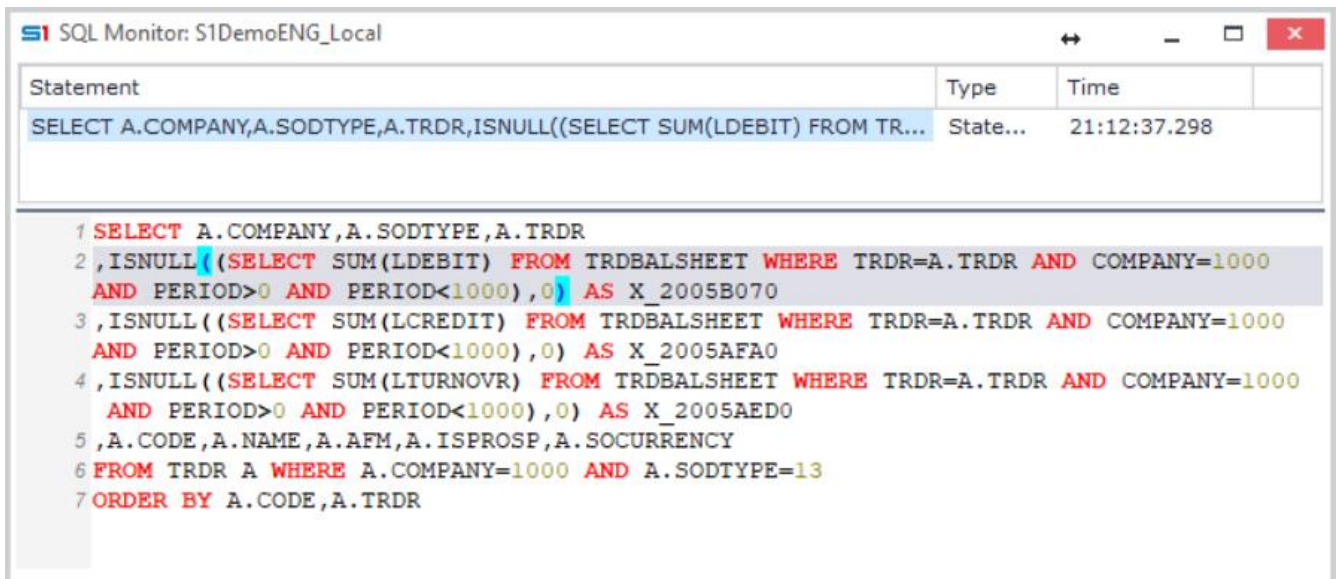 S1 SQL Monitor: S1DemoENG_Local
Statement Type Time
SELECT A.COMPANY,A.SODTYPE,A.TRDR,ISNULL((SELECT SUM(LDEBIT) FROM TR... State... 21:12:37.298
1 SELECT A.COMPANY,A.SODTYPE,A.TRDR
2 ,ISNULL((SELECT SUM(LDEBIT) FROM TRDBALSHEET WHERE TRDR=A.TRDR AND COMPANY=1000
AND PERIOD>0 AND PERIOD<1000),0) AS X_2005B070
3 ,ISNULL((SELECT SUM(LCREDIT) FROM TRDBALSHEET WHERE TRDR=A.TRDR AND COMPANY=1000
AND PERIOD>0 AND PERIOD<1000),0) AS X_2005AFA0
4 ,ISNULL((SELECT SUM(LTURNOVR) FROM TRDBALSHEET WHERE TRDR=A.TRDR AND COMPANY=1000
AND PERIOD>0 AND PERIOD<1000),0) AS X_2005AED0
5 ,A.CODE,A.NAME,A.AFM,A.ISPROSP,A.SOCURRENCY
6 FROM TRDR A WHERE A.COMPANY=1000 AND A.SODTYPE=13
7 ORDER BY A.CODE,A.TRDR